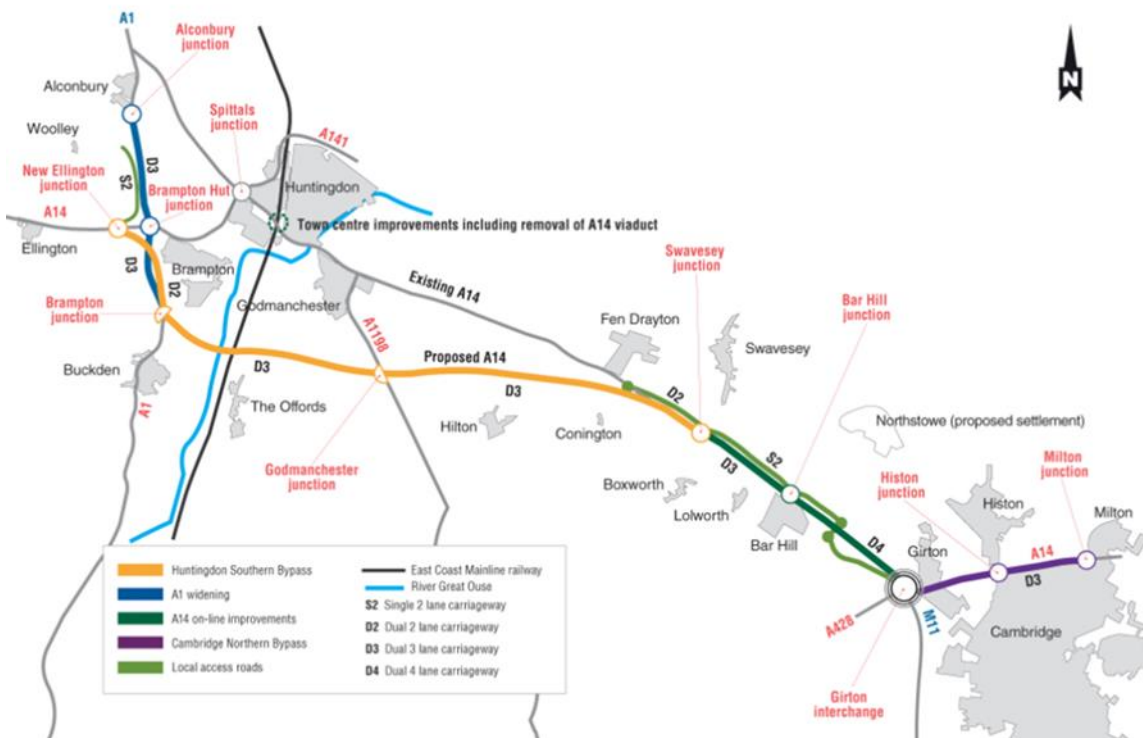 A1
Alconbury
junction
N
Alconbury
Spittals
junction
A141
Woolley
D3
New Ellington
junction
S2
Brampton Hut
junction
Huntingdon
A14
Ellington
Town centre improvements including removal of A14 viaduct
D3
D2
Brampton
Swavesey
junction
Existing A14
Bar Hill
junction
Brampton
junction
Godmanchester
A1198
Fen Drayton
Swavesey
Proposed A14
Buckden
D3
D3
D2
A1
The Offords
Hilton
Conington
Northstowe (proposed settlement)
Milton
junction
Godmanchester
junction
D3
S2
Histon
junction
Boxworth
Lolworth
Histon
Milton
Bar Hill
D4
Girton
A14
D3
A428
M11
Cambridge
Girton
interchange
Huntingdon Southern Bypass
A1 widening
A14 on-line improvements
Cambridge Northern Bypass
Local access roads
East Coast Mainline railway
River Great Ouse
S2 Single 2 lane carriageway
D2 Dual 2 lane carriageway
D3 Dual 3 lane carriageway
D4 Dual 4 lane carriageway